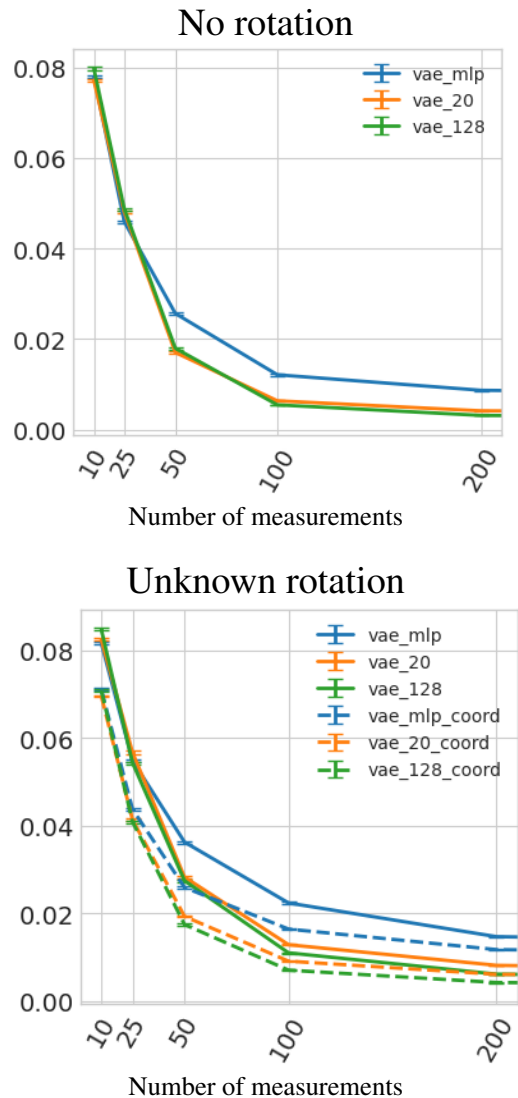 No rotation
0.08
0.06
0.04
0.02
0.00
vae_mlp
vae_20
vae_128
10
25
50
100
200
Number of measurements
Unknown rotation
0.08
0.06
0.04
0.02
0.00
vae_mlp
vae_20
vae_128
vae_mlp_coord
vae_20_coord
vae_128_coord
10
25
50
100
200
Number of measurements